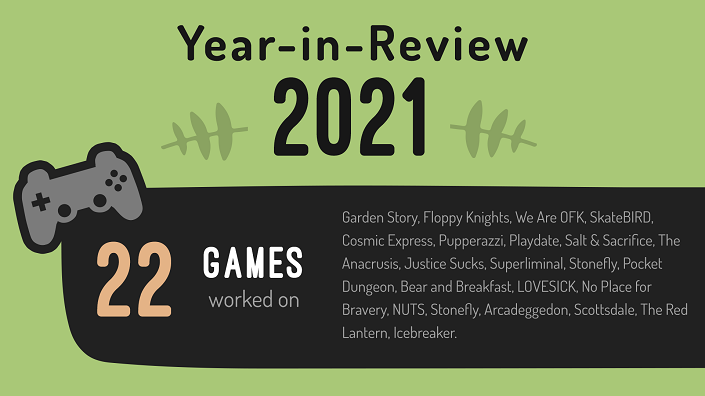 Year-in-Review
2021
22 GAMES
worked on
Garden Story, Floppy Knights, We Are OFK, SkateBIRD,
Cosmic Express, Pupperazzi, Playdate, Salt & Sacrifice, The
Anacrusis, Justice Sucks, Superliminal, Stonefly, Pocket
Dungeon, Bear and Breakfast, LOVESICK, No Place for
Bravery, NUTS, Stonefly, Arcadeggedon, Scottsdale, The Red
Lantern, Icebreaker.